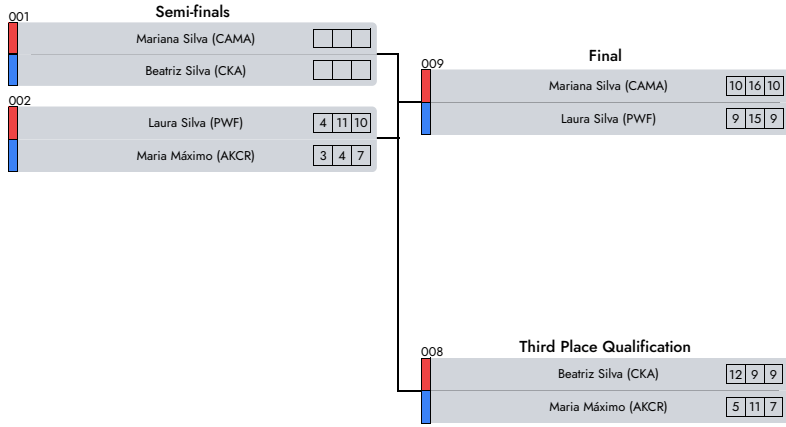 Semi-finals
001
Mariana Silva (CAMA)
Beatriz Silva (CKA)
002
Laura Silva (PWF) 4 11 10
Maria Máximo (AKCR) 3 4 7
Final
009
Mariana Silva (CAMA) 10 16 10
Laura Silva (PWF) 9 15 9
Third Place Qualification
008
Beatriz Silva (CKA) 12 9 9
Maria Máximo (AKCR) 5 11 7